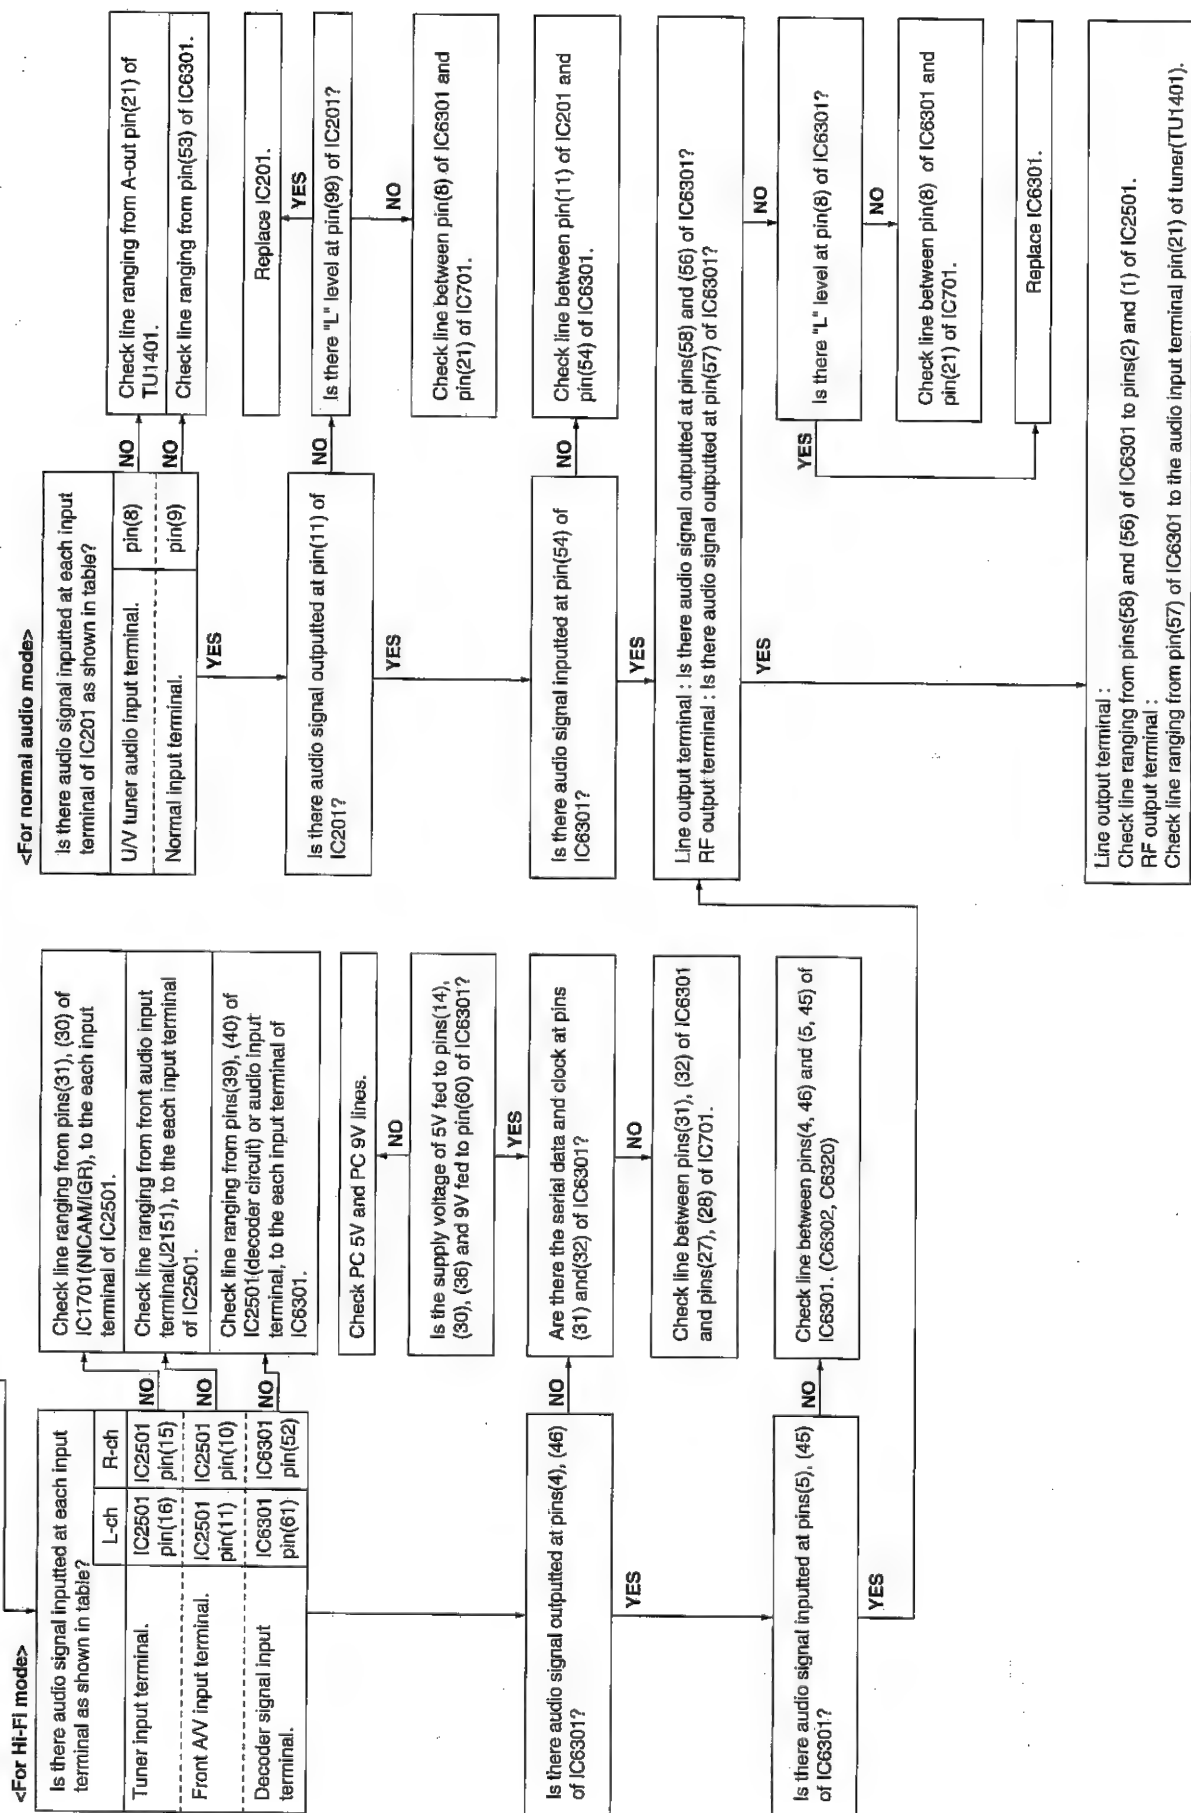 <For Hi-Fi mode>
Is there audio signal inputted at each input
terminal as shown in table?
L-ch R-ch
Tuner input terminal. IC2501 pin(16) IC2501 pin(15)
Front A/V input terminal. IC2501 pin(11) IC2501 pin(10)
Decoder signal input
terminal. IC6301 pin(61) IC6301 pin(52)
NO
NO
NO
Check line ranging from pins(31), (30) of
IC1701(NICAM/IGR), to the each input
terminal of IC2501.
Check line ranging from front audio input
terminal(J2151), to the each input terminal
of IC2501.
Check line ranging from pins(39), (40) of
IC2501(decoder circuit) or audio input
terminal, to the each input terminal of
IC6301.
Check PC 5V and PC 9V lines.
NO
Is the supply voltage of 5V fed to pins(14),
(30), (36) and 9V fed to pin(60) of IC6301?
YES
Is there audio signal outputted at pins(4), (46)
of IC6301?
NO
Are there the serial data and clock at pins
(31) and(32) of IC6301?
NO
Check line between pins(31), (32) of IC6301
and pins(27), (28) of IC701.
YES
Is there audio signal inputted at pins(5), (45)
of IC6301?
NO
Check line between pins(4, 46) and (5, 45) of
IC6301. (C6302, C6320)
YES
<For normal audio mode>
Is there audio signal inputted at each input
terminal of IC201 as shown in table?
U/V tuner audio input terminal. pin(8)
Normal input terminal. pin(9)
NO
NO
Check line ranging from A-out pin(21) of
TU1401.
Check line ranging from pin(53) of IC6301.
YES
Replace IC201.
YES
Is there audio signal outputted at pin(11) of
IC201?
NO
Is there "L" level at pin(99) of IC201?
NO
Check line between pin(8) of IC6301 and
pin(21) of IC701.
YES
Is there audio signal inputted at pin(54) of
IC6301?
NO
Check line between pin(11) of IC201 and
pin(54) of IC6301.
YES
Line output terminal : Is there audio signal outputted at pins(58) and (56) of IC6301?
RF output terminal : Is there audio signal outputted at pin(57) of IC6301?
NO
Is there "L" level at pin(8) of IC6301?
NO
Check line between pin(8) of IC6301 and
pin(21) of IC701.
YES
Replace IC6301.
YES
Line output terminal :
Check line ranging from pins(58) and (56) of IC6301 to pins(2) and (1) of IC2501.
RF output terminal :
Check line ranging from pin(57) of IC6301 to the audio input terminal pin(21) of tuner(TU1401).